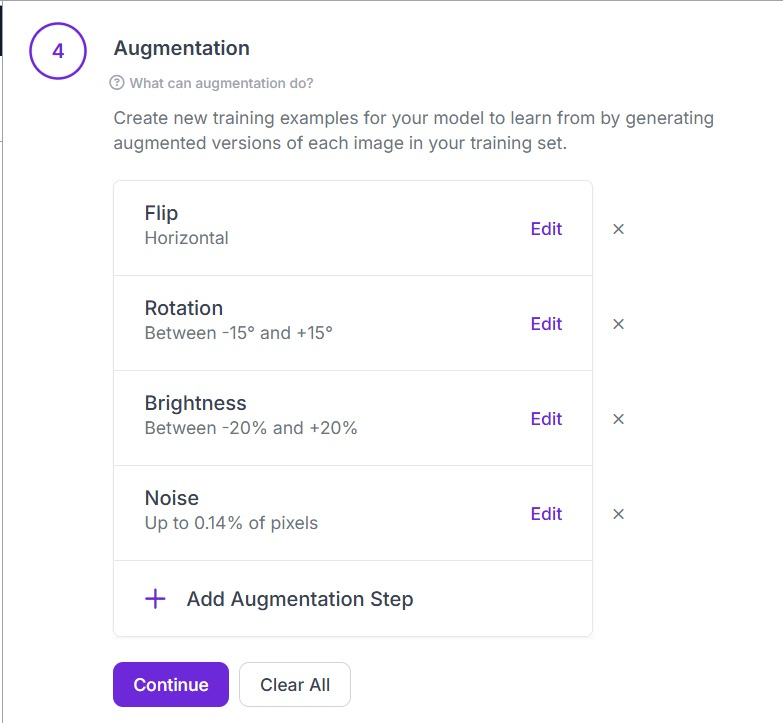 4
Augmentation
What can augmentation do?
Create new training examples for your model to learn from by generating
augmented versions of each image in your training set.
Flip
Horizontal
Edit
Rotation
Between -15° and +15°
Edit
Brightness
Between -20% and +20%
Edit
Noise
Up to 0.14% of pixels
Edit
Add Augmentation Step
Continue
Clear All